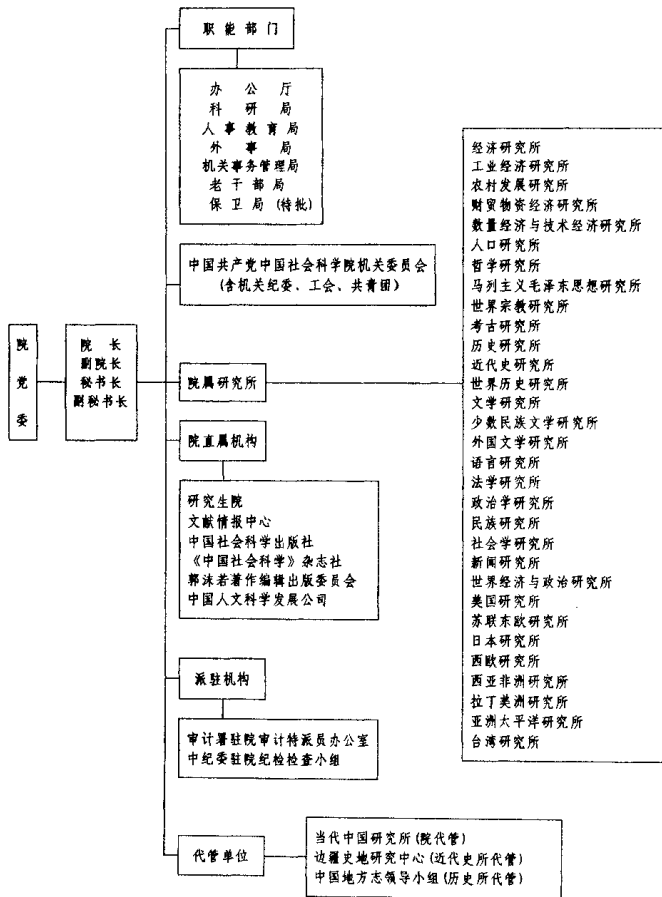 院党委
院长
副院长
秘书长
副秘书长
职能部门
办公厅
科研局
人事教育局
外事局
机关事务管理局
老干部局
保卫局(特批)
中国共产党中国社会科学院机关委员会
(含机关纪委、工会、共青团)
院属研究所
经济研究所
工业经济研究所
农村发展研究所
财贸物资经济研究所
数量经济与技术经济研究所
人口研究所
哲学研究所
马列主义毛泽东思想研究所
世界宗教研究所
考古研究所
历史研究所
近代史研究所
世界历史研究所
文学研究所
少数民族文学研究所
外国文学研究所
语言研究所
法学研究所
政治学研究所
民族研究所
社会学研究所
新闻研究所
世界经济与政治研究所
美国研究所
苏联东欧研究所
日本研究所
西欧研究所
西亚非洲研究所
拉丁美洲研究所
亚洲太平洋研究所
台湾研究所
院直属机构
研究生院
文献情报中心
中国社会科学出版社
《中国社会科学》杂志社
郭沫若著作编辑出版委员会
中国人文科学发展公司
派驻机构
审计署驻院审计特派员办公室
中纪委驻院纪检检查小组
代管单位
当代中国研究所(院代管)
边疆史地研究中心(近代史所代管)
中国地方志领导小组(历史所代管)